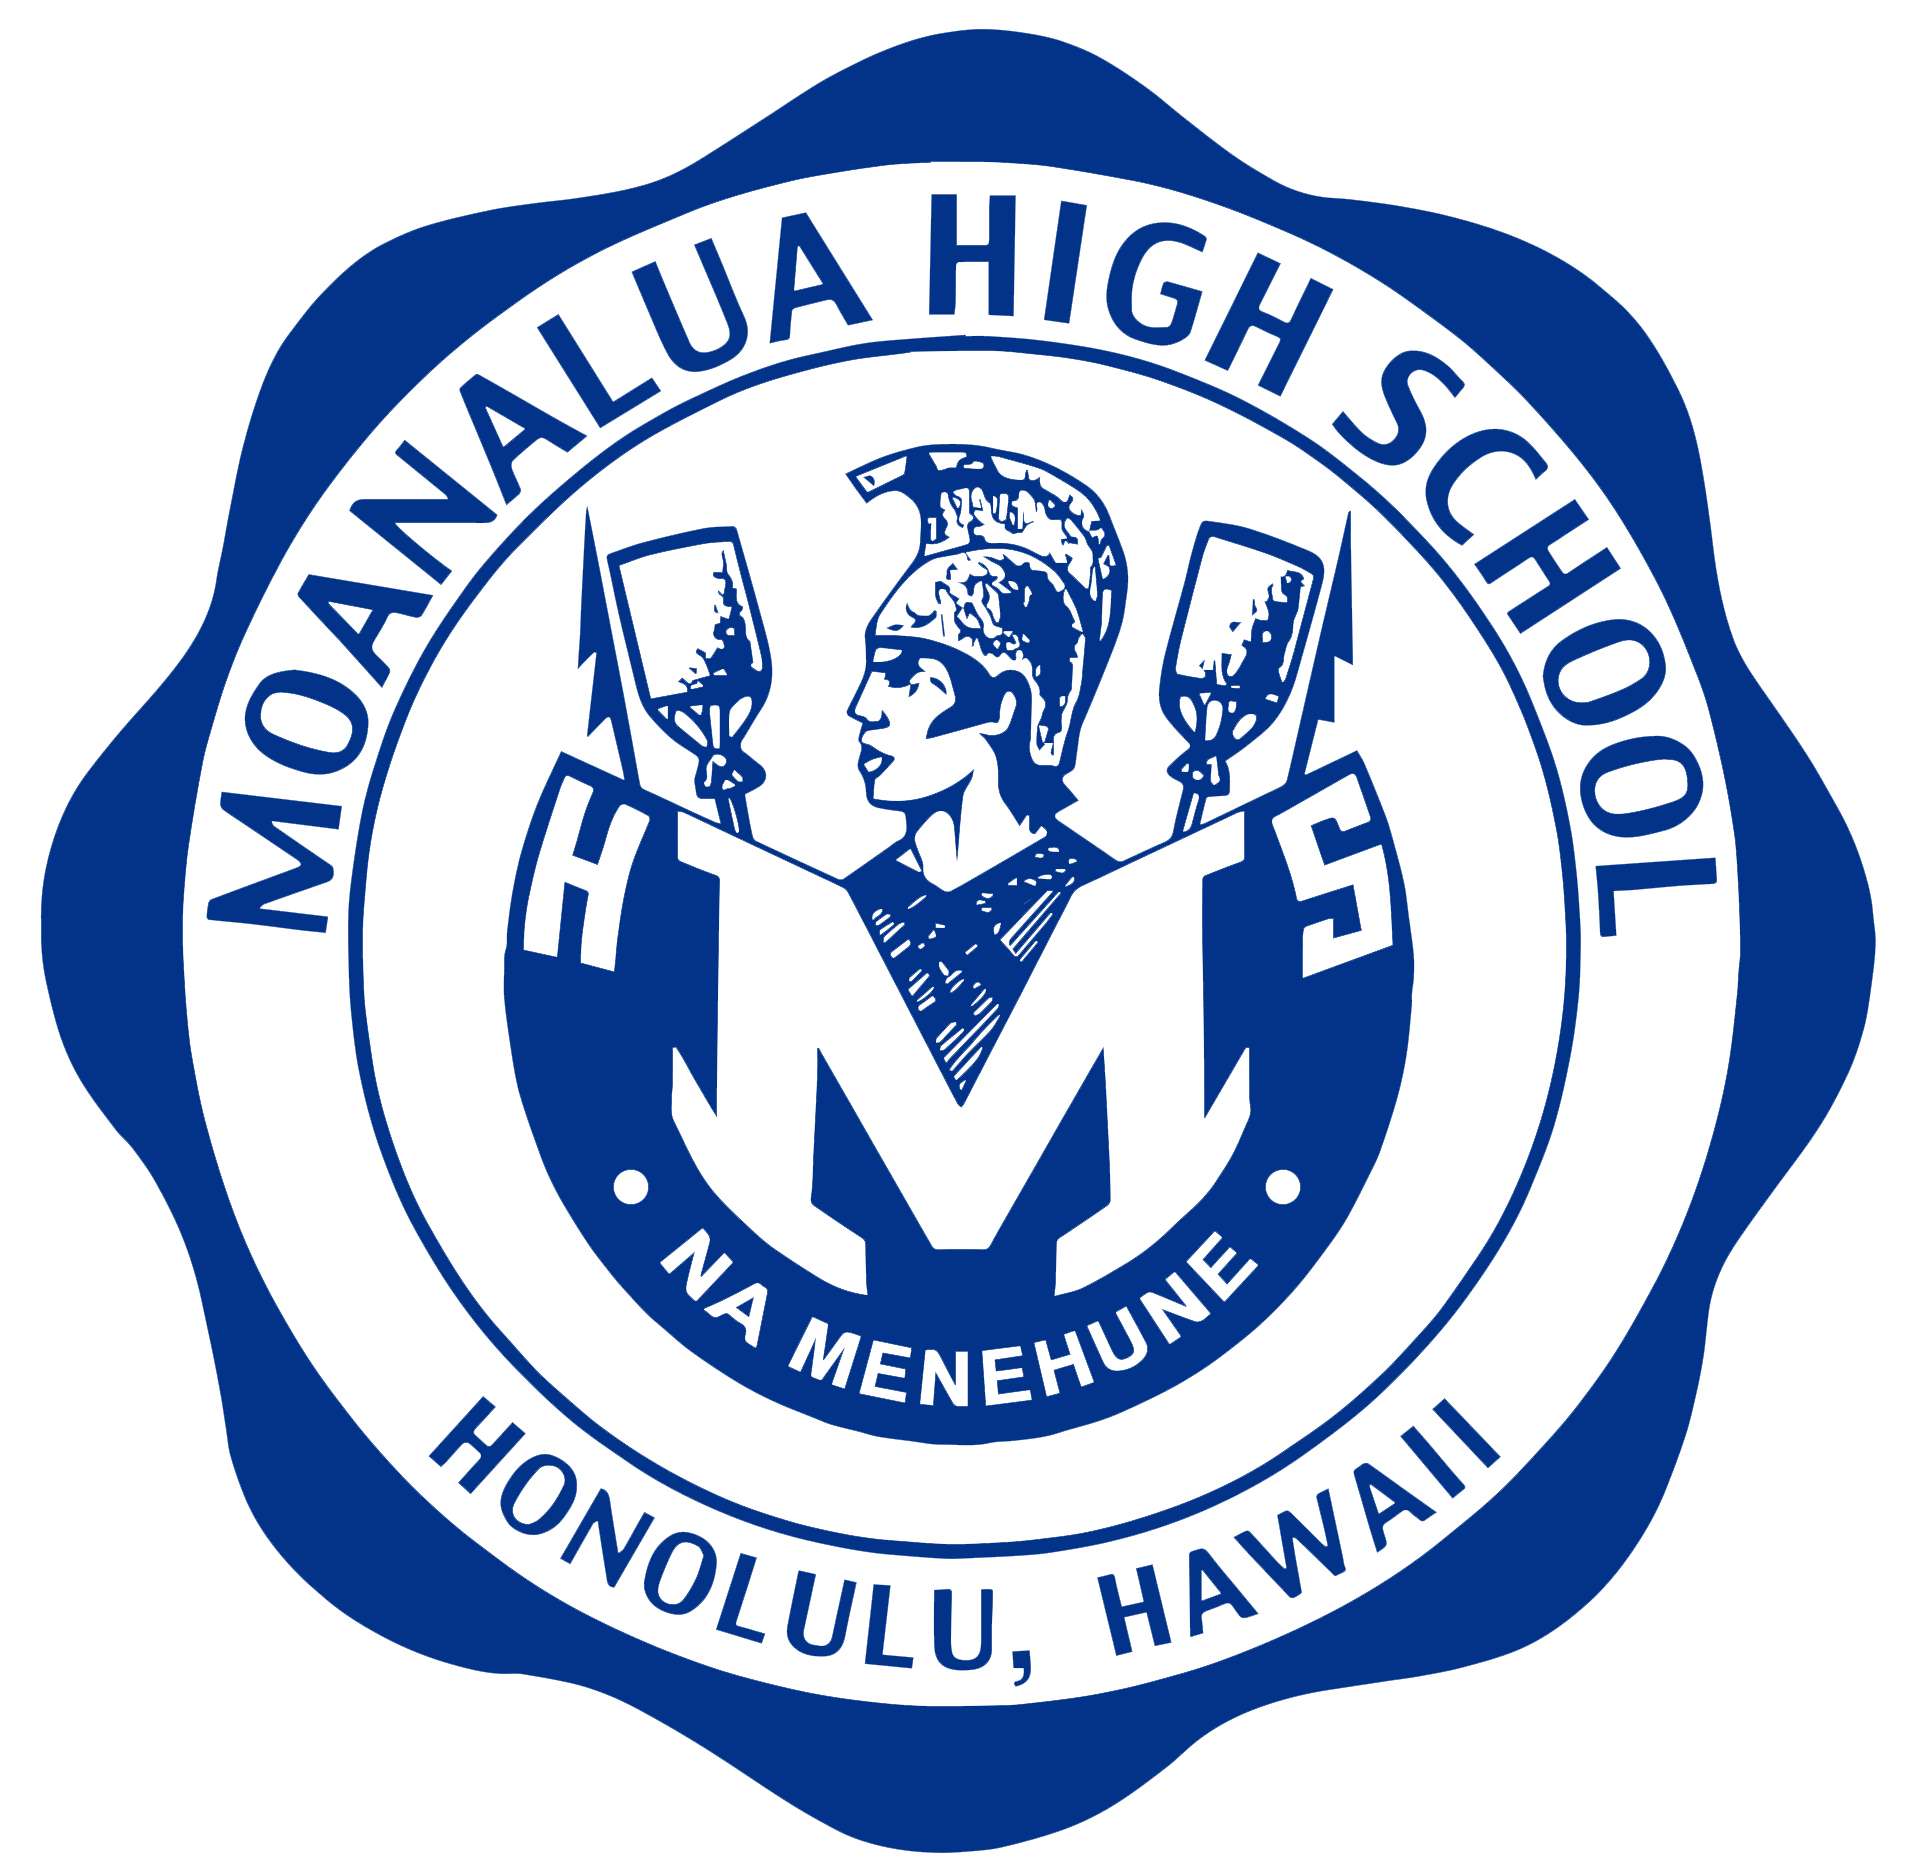 MOANALUA HIGH SCHOOL
H M S
NA MENEHUNE
HONOLULU, HAWAII